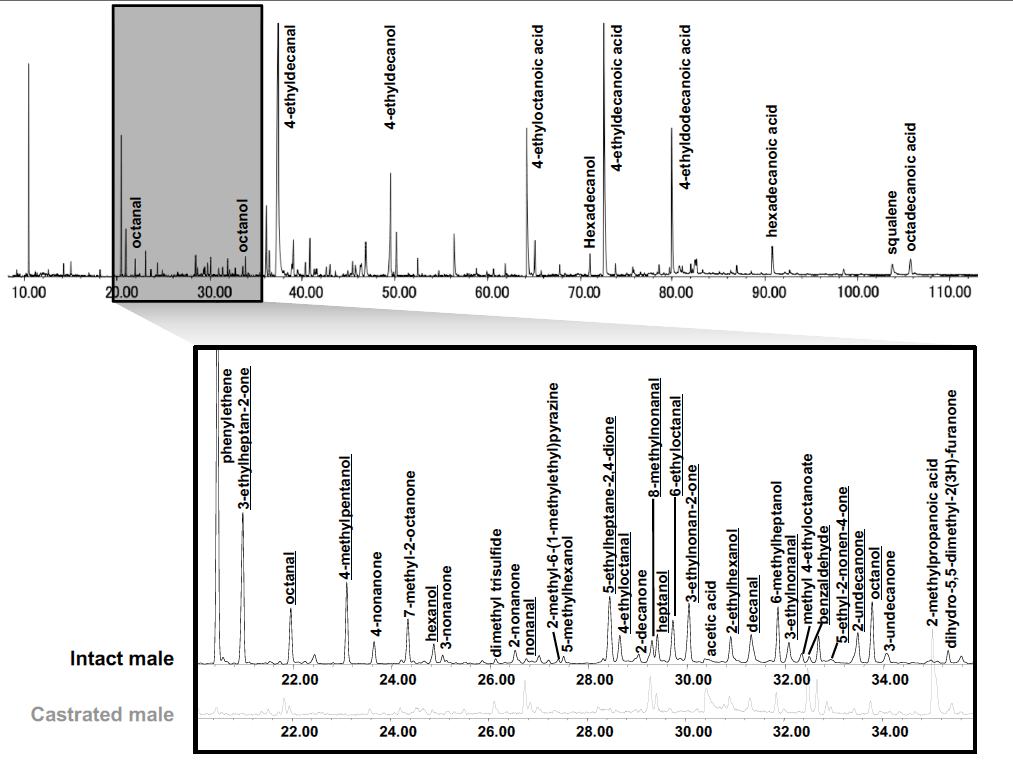 4-ethyldecanal
4-ethyldecanol
4-ethyloctanoic acid
Hexadecanol
4-ethyldecanoic acid
4-ethyldodecanoic acid
hexadecanoic acid
squalene
octadecanoic acid
octanal
octanol
10.00 20.00 30.00 40.00 50.00 60.00 70.00 80.00 90.00 100.00 110.00
phenylethene
3-ethylheptan-2-one
octanal
4-methylpentanol
4-nonanone
7-methyl-2-octanone
hexanol
3-nonanone
dimethyl trisulfide
2-nonanone
nonanal
2-methyl-6-(1-methylethyl)pyrazine
5-methylhexanol
5-ethylheptane-2,4-dione
4-ethyloctanal
2-decanone
8-methylnonanal
heptanol
6-ethyloctanal
3-ethylnonan-2-one
acetic acid
2-ethylhexanol
decanal
6-methylheptanol
3-ethylnonanal
methyl 4-ethyloctanoate
benzaldehyde
5-ethyl-2-nonen-4-one
2-undecanone
octanol
3-undecanone
2-methylpropanoic acid
dihydro-5,5-dimethyl-2(3H)-furanone
Intact male
22.00 24.00 26.00 28.00 30.00 32.00 34.00
Castrated male
22.00 24.00 26.00 28.00 30.00 32.00 34.00